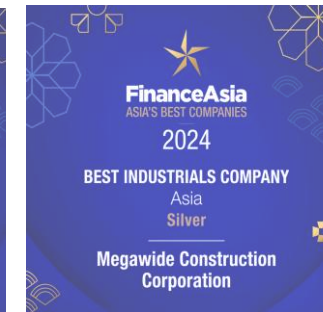 FinanceAsia
ASIA'S BEST COMPANIES
2024
BEST INDUSTRIALS COMPANY
Asia
Silver
Megawide Construction
Corporation